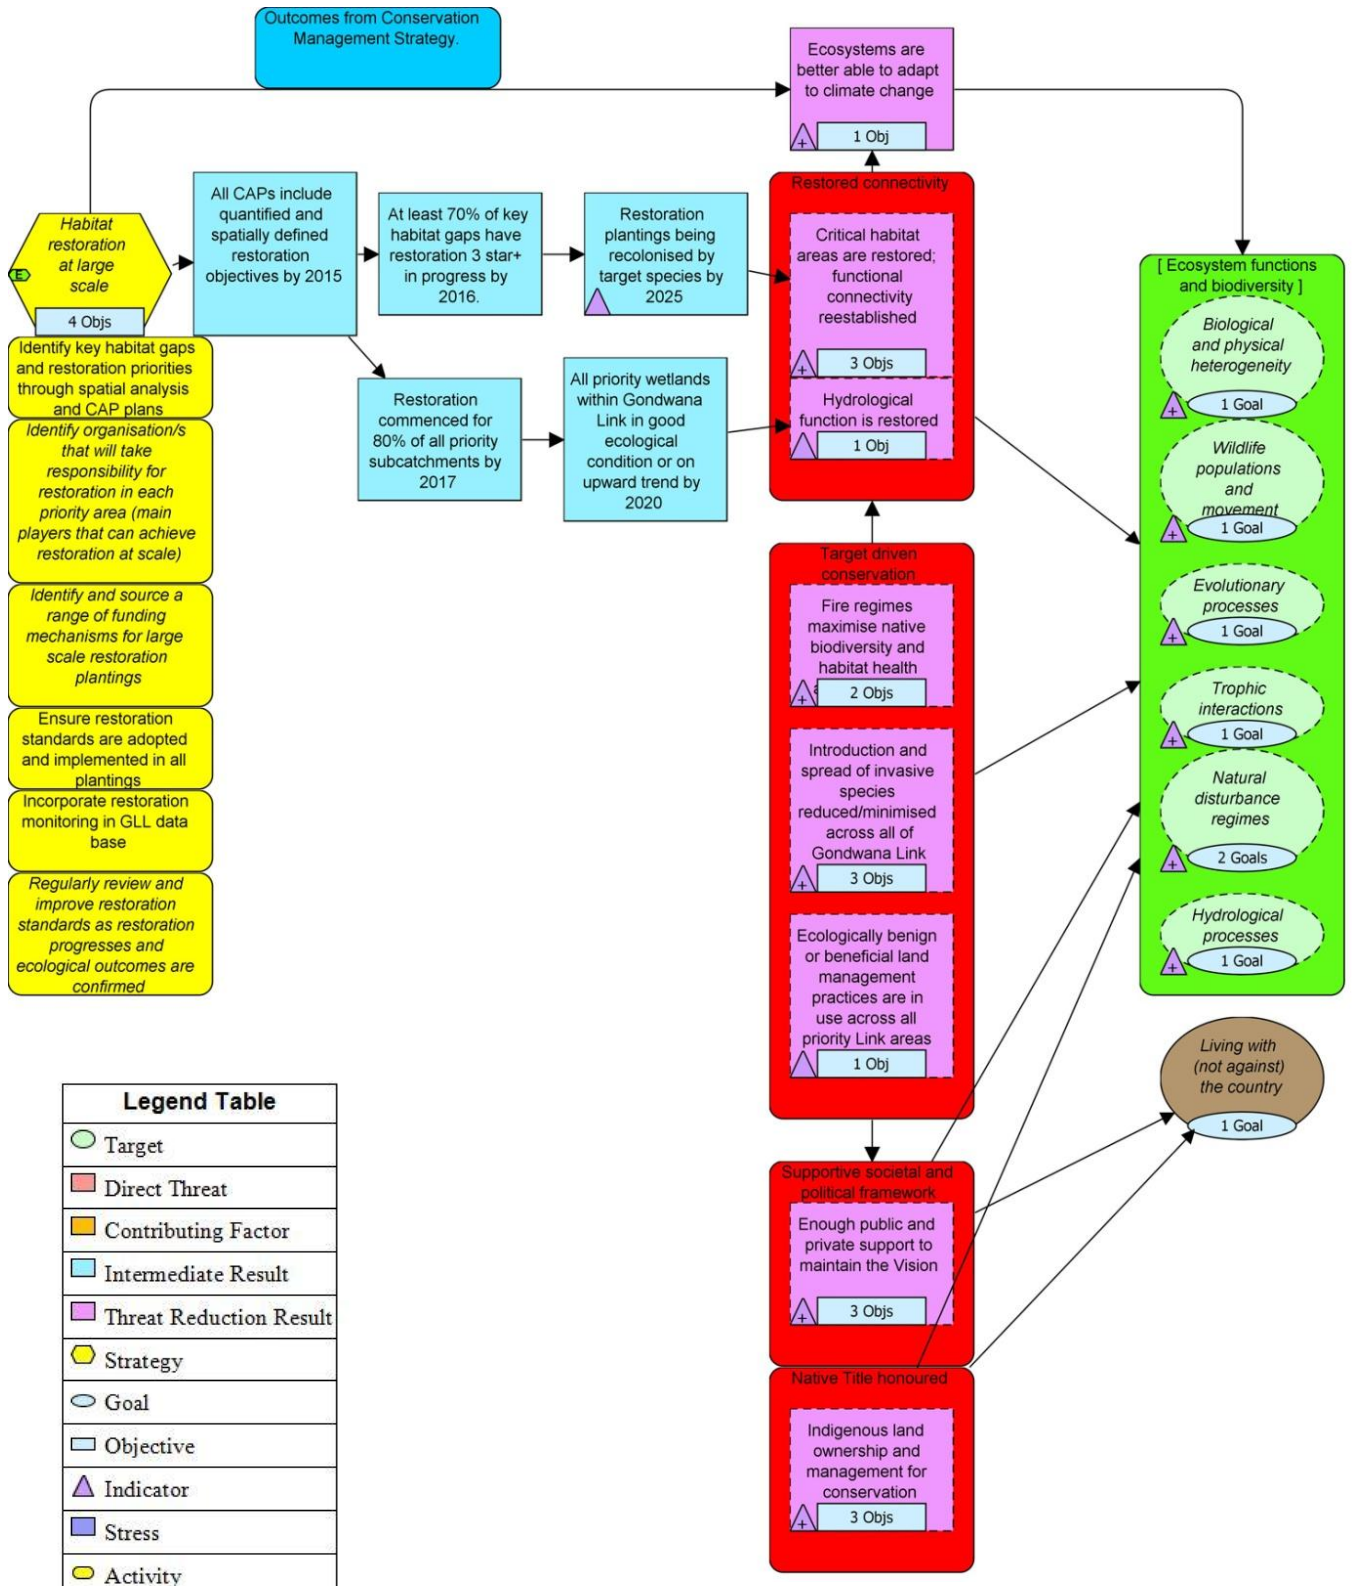 Outcomes from Conservation
Management Strategy.
Ecosystems are
better able to adapt
to climate change
+
1 Obj
Habitat
restoration
at large
scale
E
4 Objs
All CAPs include
quantified and
spatially defined
restoration
objectives by 2015
At least 70% of key
habitat gaps have
restoration 3 star+
in progress by
2016.
Restoration
plantings being
recolonised by
target species by
2025
Restoration
commenced for
80% of all priority
subcatchments by
2017
All priority wetlands
within Gondwana
Link in good
ecological
condition or on
upward trend by
2020
Identify key habitat gaps
and restoration priorities
through spatial analysis
and CAP plans
Identify organisation/s
that will take
responsibility for
restoration in each
priority area (main
players that can achieve
restoration at scale)
Identify and source a
range of funding
mechanisms for large
scale restoration
plantings
Ensure restoration
standards are adopted
and implemented in all
plantings
Incorporate restoration
monitoring in GLL data
base
Regularly review and
improve restoration
standards as restoration
progresses and
ecological outcomes are
confirmed
Restored connectivity
Critical habitat
areas are restored;
functional
connectivity
reestablished
+
3 Objs
Hydrological
function is restored
1 Obj
Target driven
conservation
Fire regimes
maximise native
biodiversity and
habitat health
+
2 Objs
Introduction and
spread of invasive
species
reduced/minimised
across all of
Gondwana Link
+
3 Objs
Ecologically benign
or beneficial land
management
practices are in
use across all
priority Link areas
1 Obj
Supportive societal and
political framework
Enough public and
private support to
maintain the Vision
+
3 Objs
Native Title honoured
Indigenous land
ownership and
management for
conservation
+
3 Objs
[ Ecosystem functions
and biodiversity ]
Biological
and physical
heterogeneity
+
1 Goal
Wildlife
populations
and
movement
+
1 Goal
Evolutionary
processes
+
1 Goal
Trophic
interactions
+
1 Goal
Natural
disturbance
regimes
+
2 Goals
Hydrological
processes
+
1 Goal
Living with
(not against)
the country
1 Goal
Legend Table
Target
Direct Threat
Contributing Factor
Intermediate Result
Threat Reduction Result
Strategy
Goal
Objective
Indicator
Stress
Activity